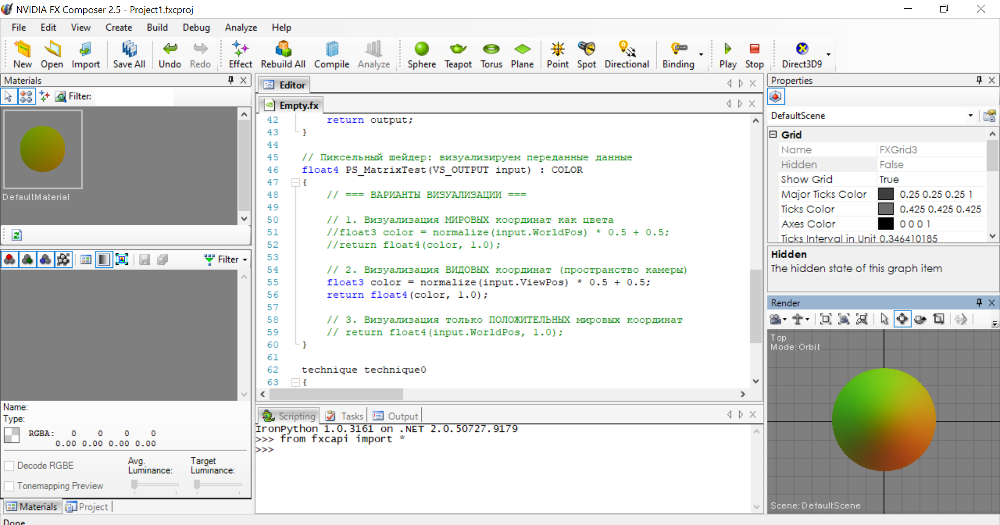 NVIDIA FX Composer 2.5 - Project1.fxcproj
File Edit View Create Build Debug Analyze Help
New Open Import Save All Undo Redo Effect Rebuild All Compile Analyze Sphere Teapot Torus Plane Point Spot Directional Binding Play Stop Direct3D9
Materials
Filter:
DefaultMaterial
Filter
Name:
Type:
RGBA: 0 0 0 0
0.00 0.00 0.00 0.00
Decode RGBE
Avg. Luminance:
Target Luminance:
Tonemapping Preview
Materials Project
Done
Editor
Empty.fx
42 return output;
43 }
44
45 // Пиксельный шейдер: визуализируем переданные данные
46 float4 PS_MatrixTest(VS_OUTPUT input) : COLOR
47 {
48 // === ВАРИАНТЫ ВИЗУАЛИЗАЦИИ ===
49
50 // 1. Визуализация МИРОВЫХ координат как цвета
51 //float3 color = normalize(input.WorldPos) * 0.5 + 0.5;
52 //return float4(color, 1.0);
53
54 // 2. Визуализация ВИДОВЫХ координат (пространство камеры)
55 float3 color = normalize(input.ViewPos) * 0.5 + 0.5;
56 return float4(color, 1.0);
57
58 // 3. Визуализация только ПОЛОЖИТЕЛЬНЫХ мировых координат
59 // return float4(input.WorldPos, 1.0);
60 }
61
62 technique technique0
63 {
Scripting Tasks Output
IronPython 1.0.3161 on .NET 2.0.50727.9179
>>> from fxcapi import *
>>>
Properties
DefaultScene
Grid
Name FXGrid3
Hidden False
Show Grid True
Major Ticks Color 0.25 0.25 0.25 1
Ticks Color 0.425 0.425 0.425
Axes Color 0 0 0 1
Ticks Interval in Unit 0.346410185
Hidden
The hidden state of this graph item
Render
Top
Mode: Orbit
Scene: DefaultScene